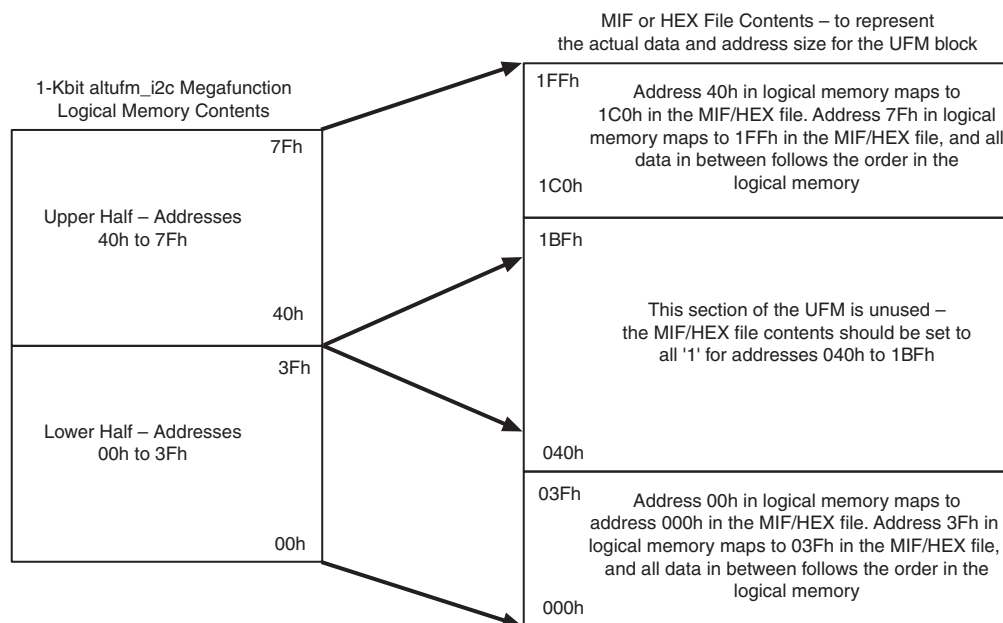 1-Kbit altufm_i2c Megafunction
Logical Memory Contents
7Fh
Upper Half – Addresses
40h to 7Fh
40h
3Fh
Lower Half – Addresses
00h to 3Fh
00h
MIF or HEX File Contents – to represent
the actual data and address size for the UFM block
1FFh
Address 40h in logical memory maps to
1C0h in the MIF/HEX file. Address 7Fh in logical
memory maps to 1FFh in the MIF/HEX file, and all
data in between follows the order in the
logical memory
1C0h
1BFh
This section of the UFM is unused –
the MIF/HEX file contents should be set to
all '1' for addresses 040h to 1BFh
040h
03Fh
Address 00h in logical memory maps to
address 000h in the MIF/HEX file. Address 3Fh in
logical memory maps to 03Fh in the MIF/HEX file,
and all data in between follows the order in the
logical memory
000h